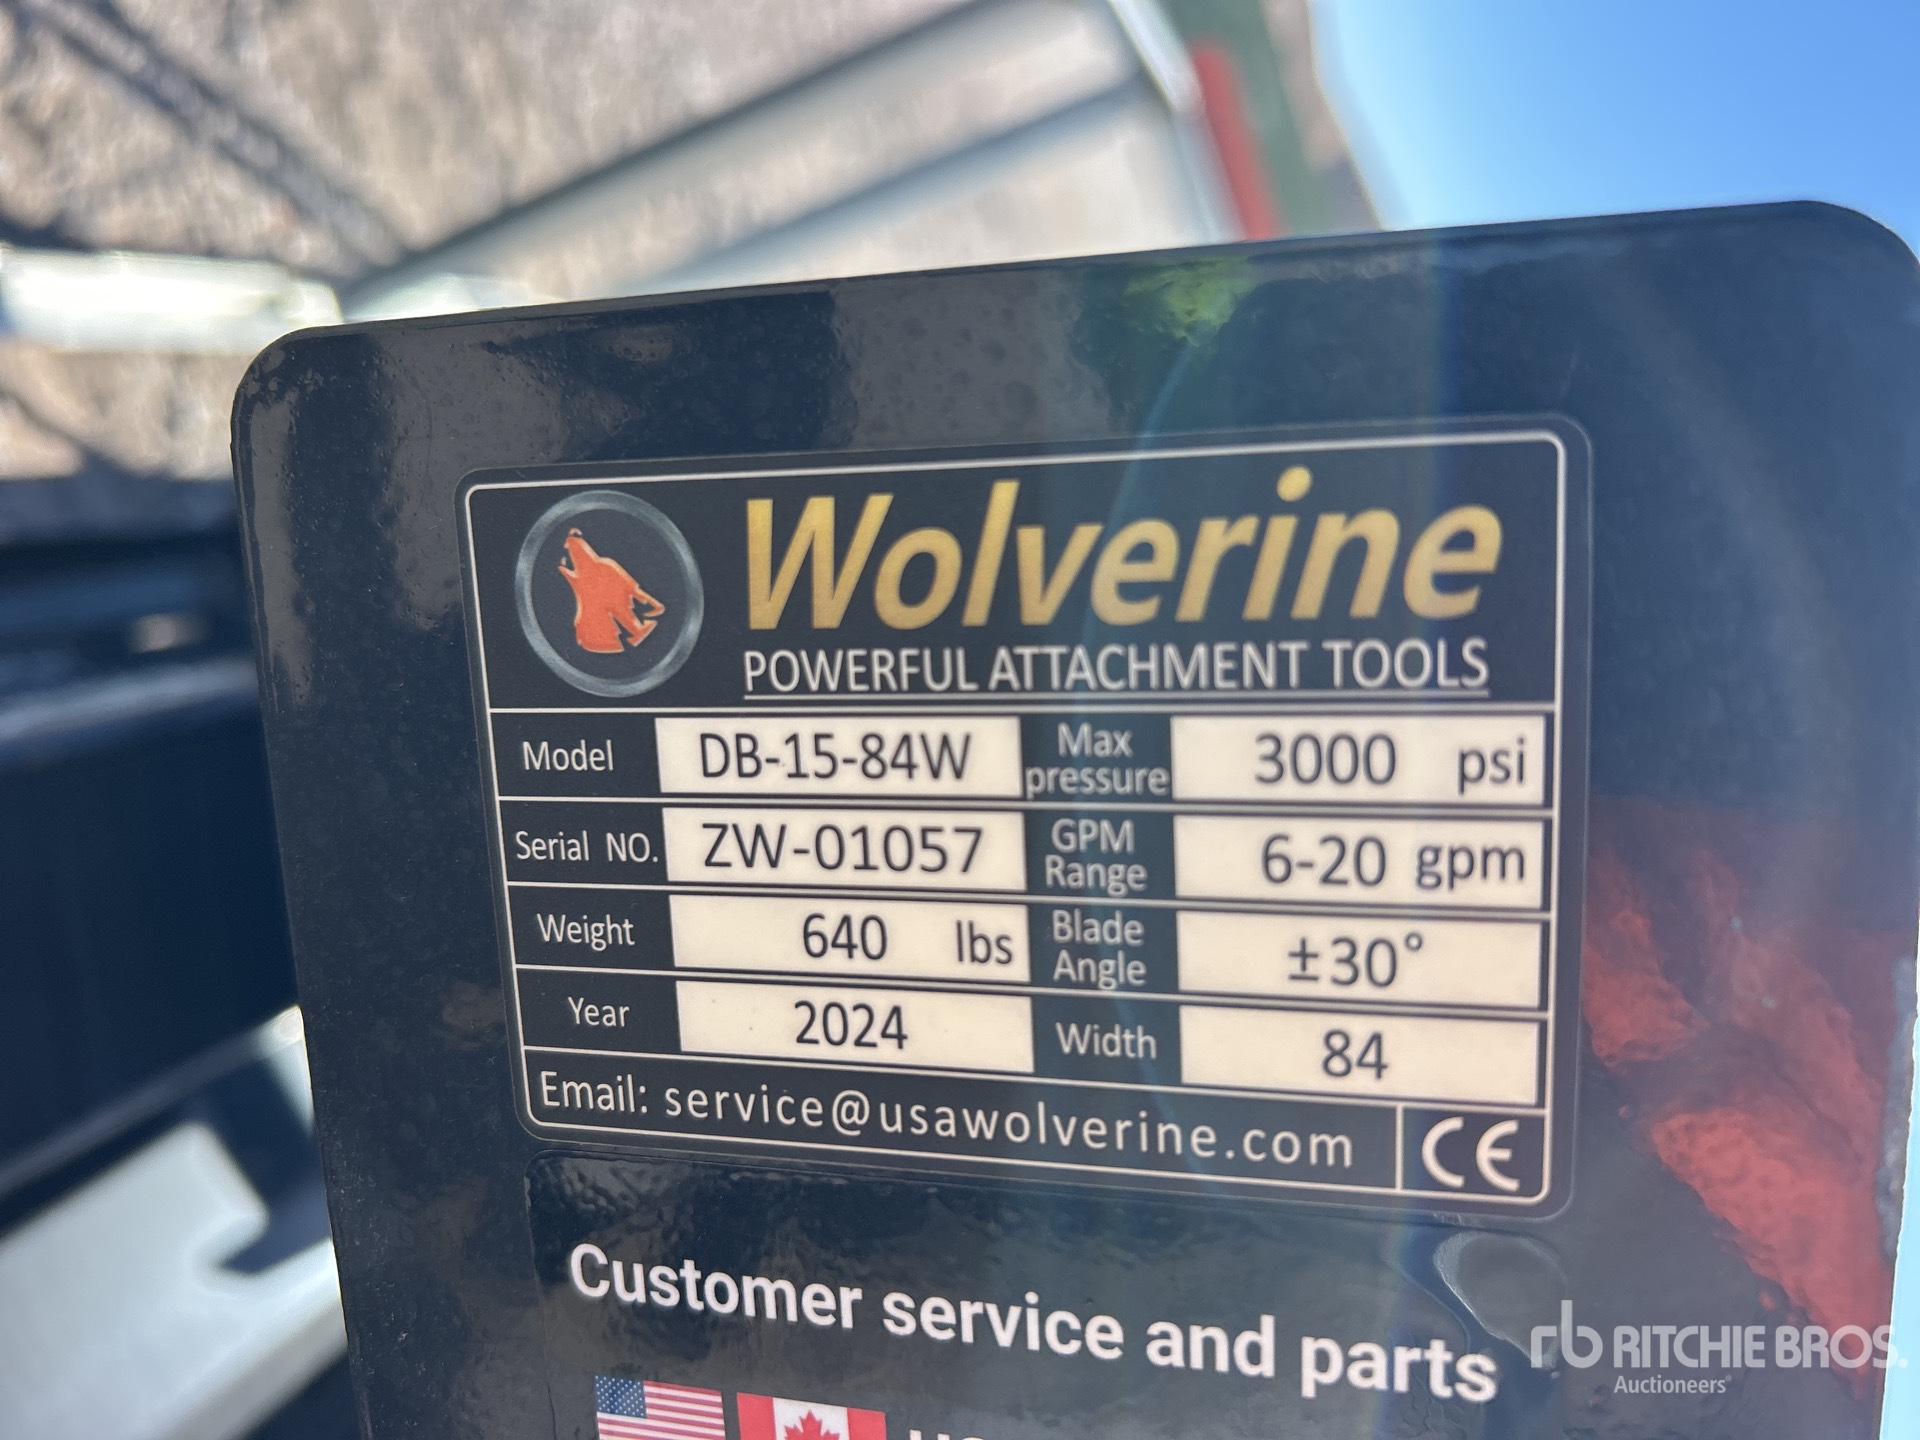 Wolverine
POWERFUL ATTACHMENT TOOLS
Model DB-15-84W Max pressure 3000 psi
Serial NO. ZW-01057 GPM Range 6-20 gpm
Weight 640 lbs Blade Angle ±30°
Year 2024 Width 84
Email: service@usawolverine.com CE
Customer service and parts
rb RITCHIE BROS.
Auctioneers